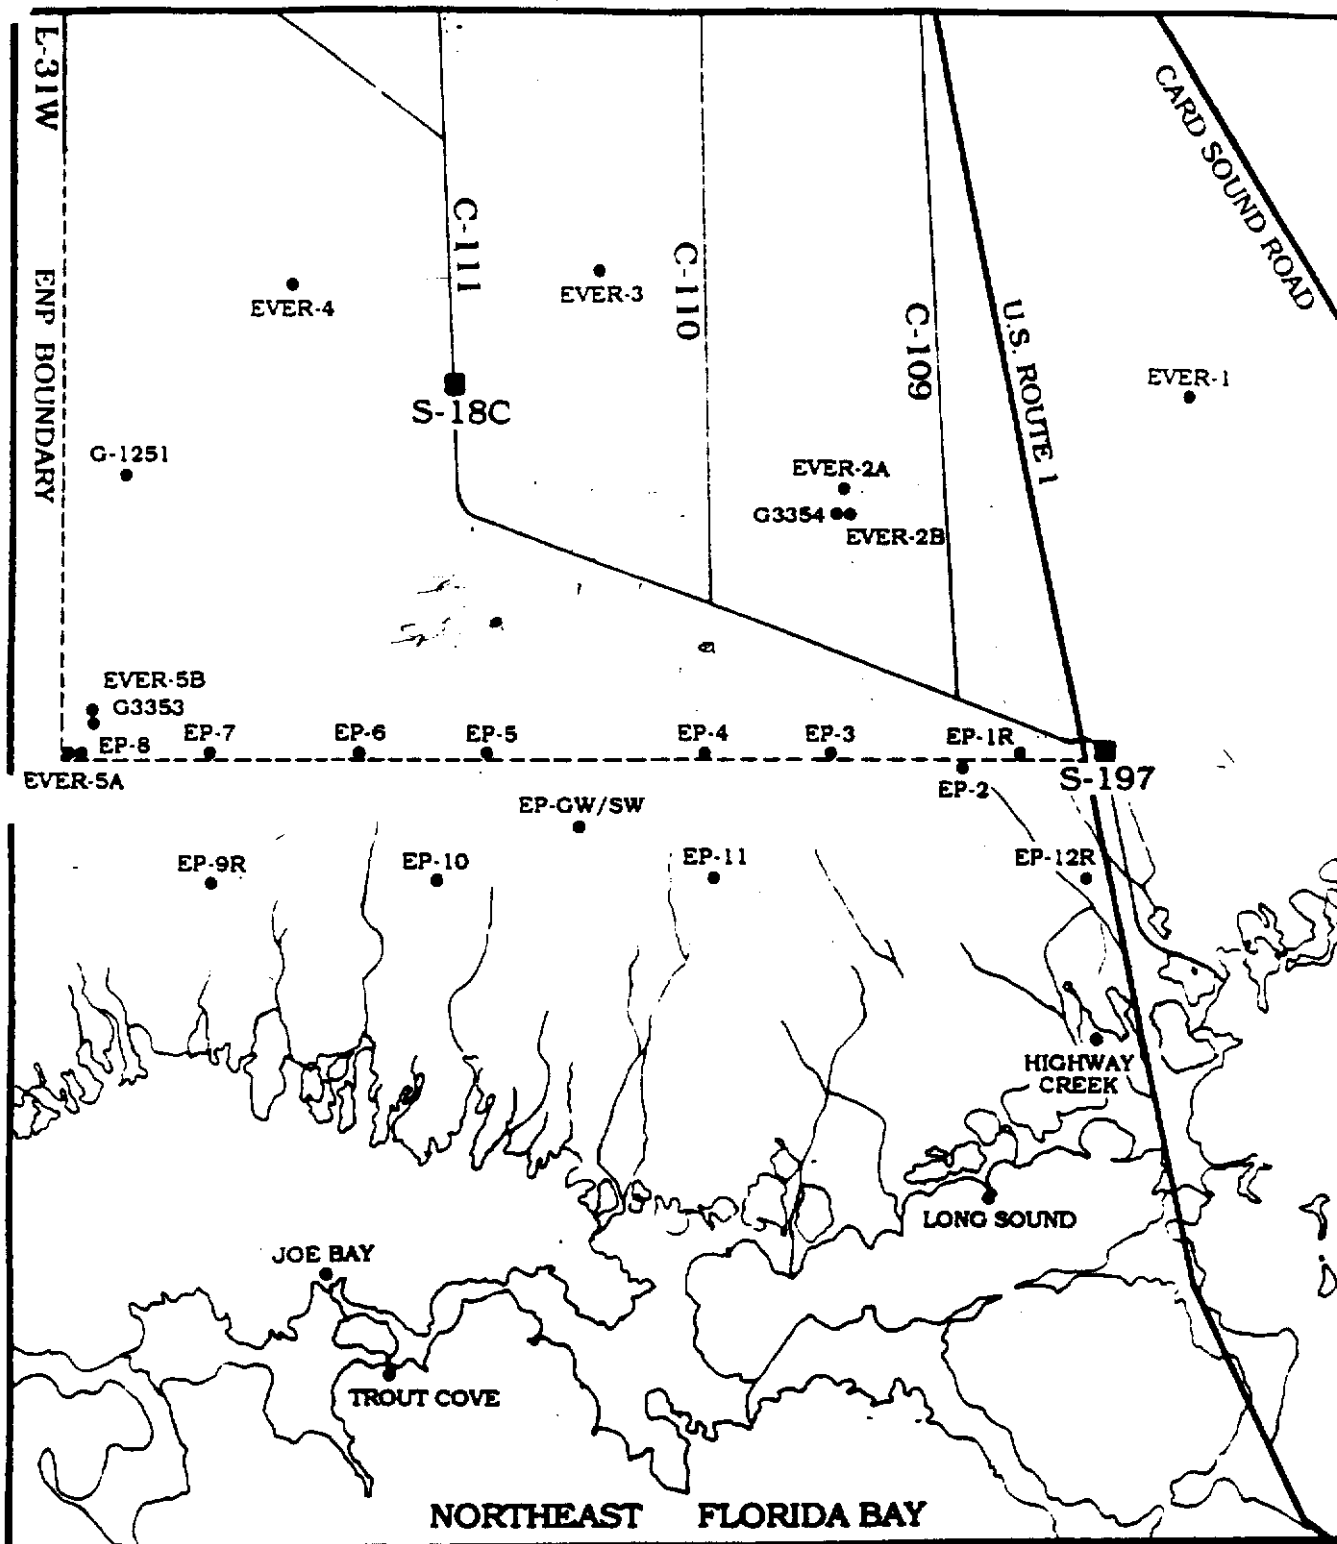 L-31W
CARD SOUND ROAD
C-111
C-110
EVER-4
EVER-3
ENP BOUNDARY
C-109
U.S. ROUTE 1
EVER-1
S-18C
G-1251
EVER-2A
G3354
EVER-2B
EVER-5B
G3353
EP-8
EP-7
EP-6
EP-5
EP-4
EP-3
EP-1R
EVER-5A
EP-2
S-197
EP-GW/SW
EP-9R
EP-10
EP-11
EP-12R
HIGHWAY
CREEK
LONG SOUND
JOE BAY
TROUT COVE
NORTHEAST FLORIDA BAY